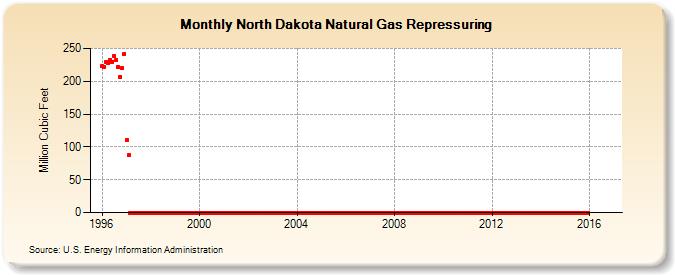 Monthly North Dakota Natural Gas Repressuring
Million Cubic Feet
250
200
150
100
50
0
1996 2000 2004 2008 2012 2016
Source: U.S. Energy Information Administration